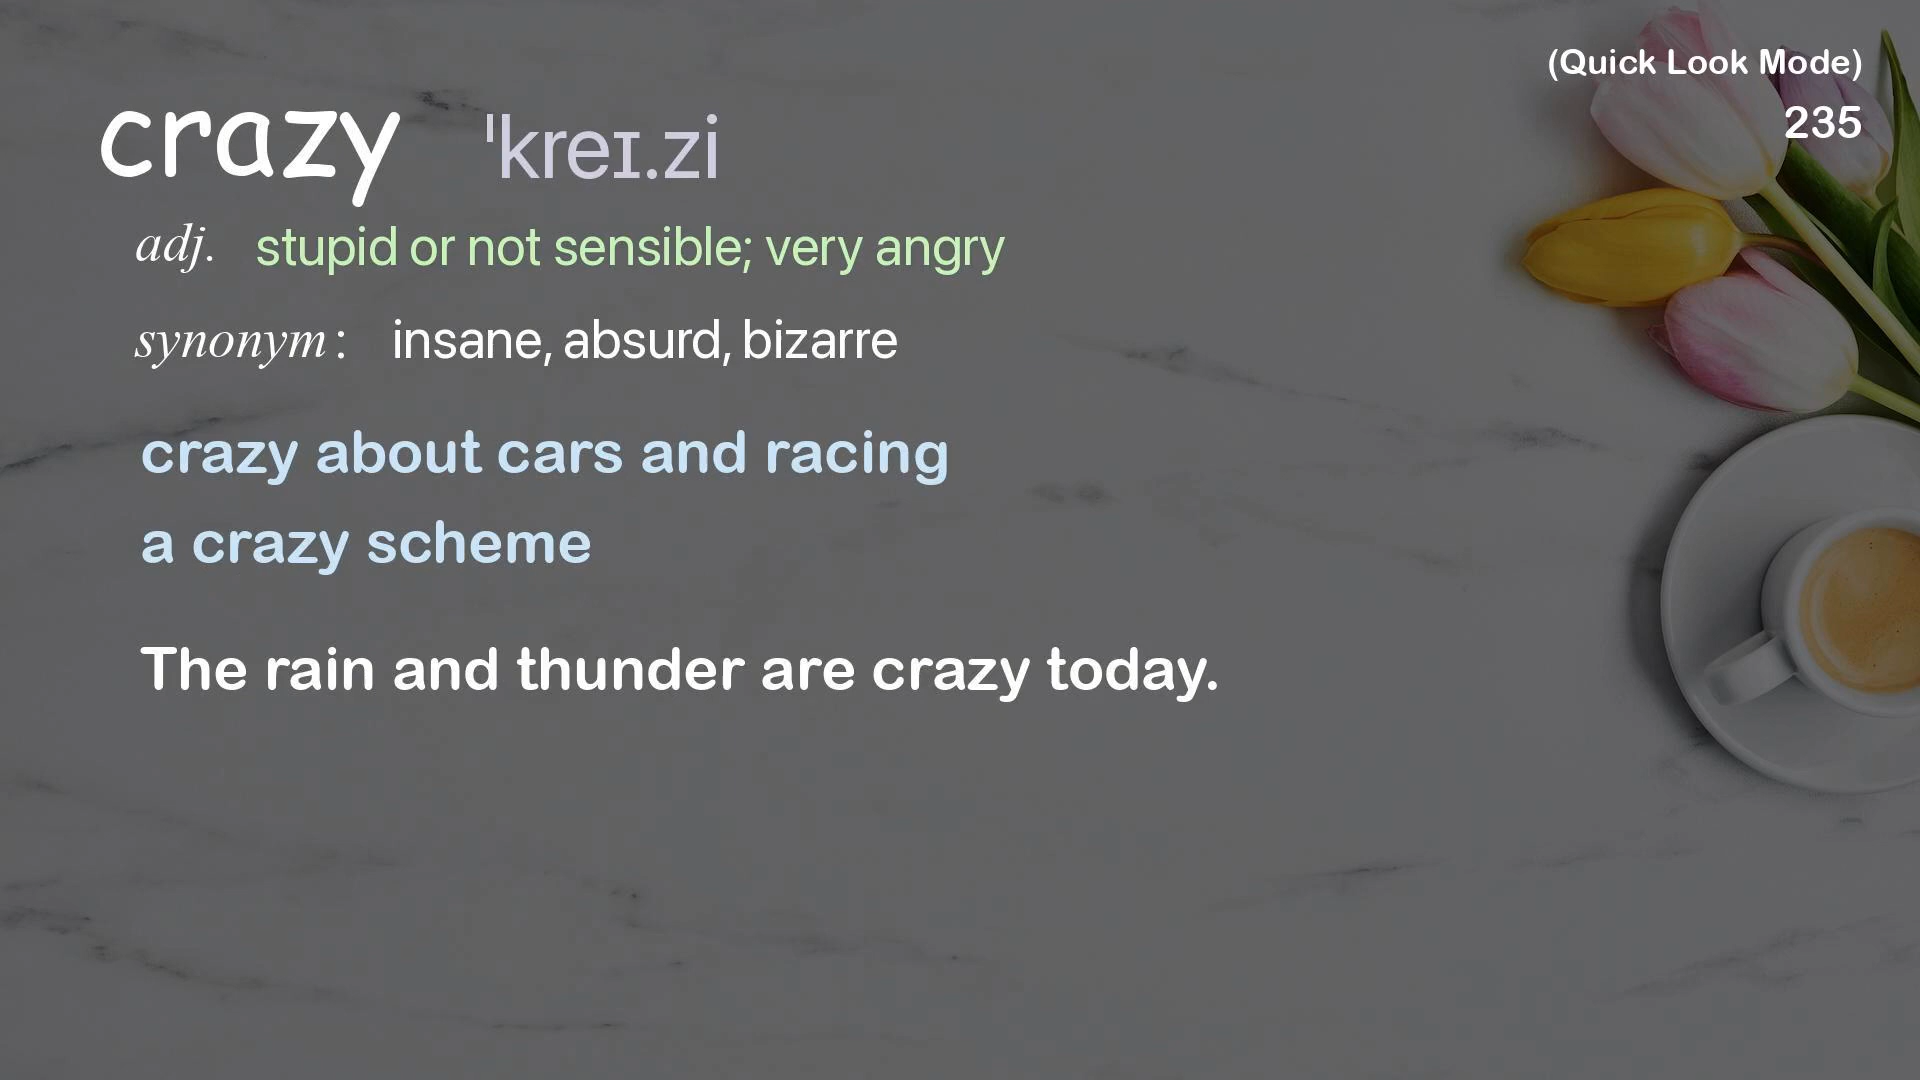 (Quick Look Mode)
235
crazy ˈkreɪ.zi
adj. stupid or not sensible; very angry
synonym: insane, absurd, bizarre
crazy about cars and racing
a crazy scheme
The rain and thunder are crazy today.